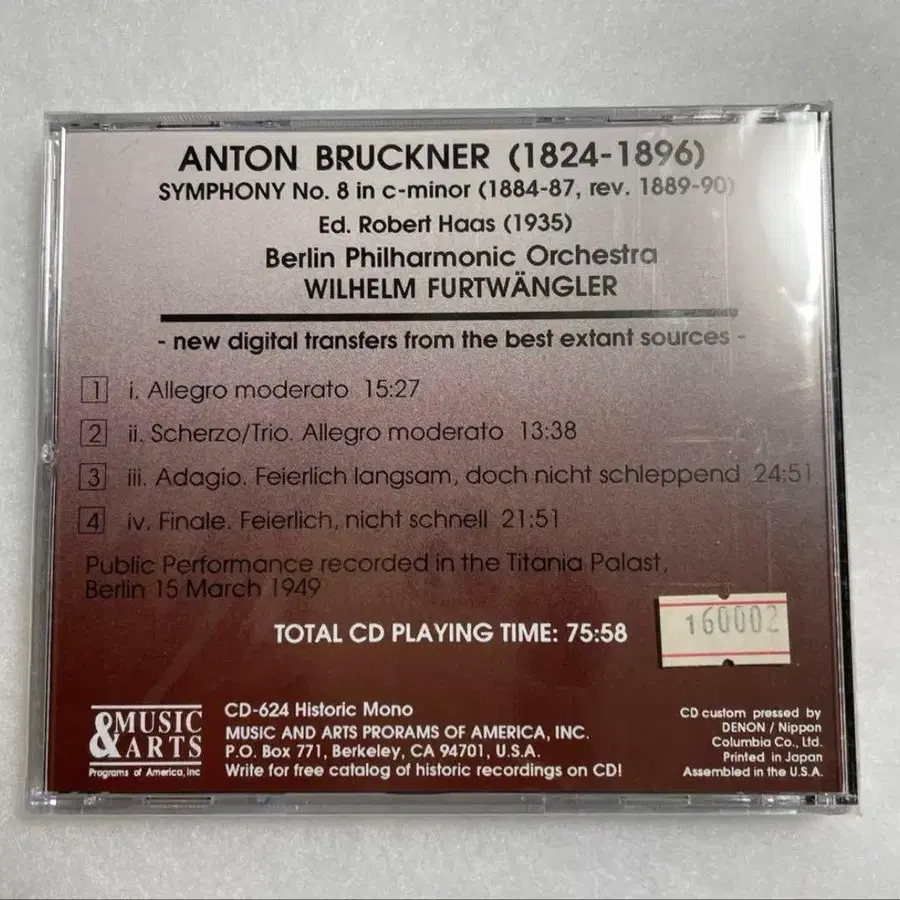 ANTON BRUCKNER (1824-1896)
SYMPHONY No. 8 in c-minor (1884-87, rev. 1889-90)
Ed. Robert Haas (1935)
Berlin Philharmonic Orchestra
WILHELM FURTWÄNGLER
- new digital transfers from the best extant sources -
1 i. Allegro moderato 15:27
2 ii. Scherzo/Trio. Allegro moderato 13:38
3 iii. Adagio. Feierlich langsam, doch nicht schleppend 24:51
4 iv. Finale. Feierlich, nicht schnell 21:51
Public Performance recorded in the Titania Palast,
Berlin 15 March 1949
TOTAL CD PLAYING TIME: 75:58
160002
MUSIC
& ARTS
Programs of America, Inc
CD-624 Historic Mono
MUSIC AND ARTS PRORAMS OF AMERICA, INC.
P.O. Box 771, Berkeley, CA 94701, U.S.A.
Write for free catalog of historic recordings on CD!
CD custom pressed by
DENON / Nippon
Columbia Co., Ltd.
Printed in Japan
Assembled in the U.S.A.